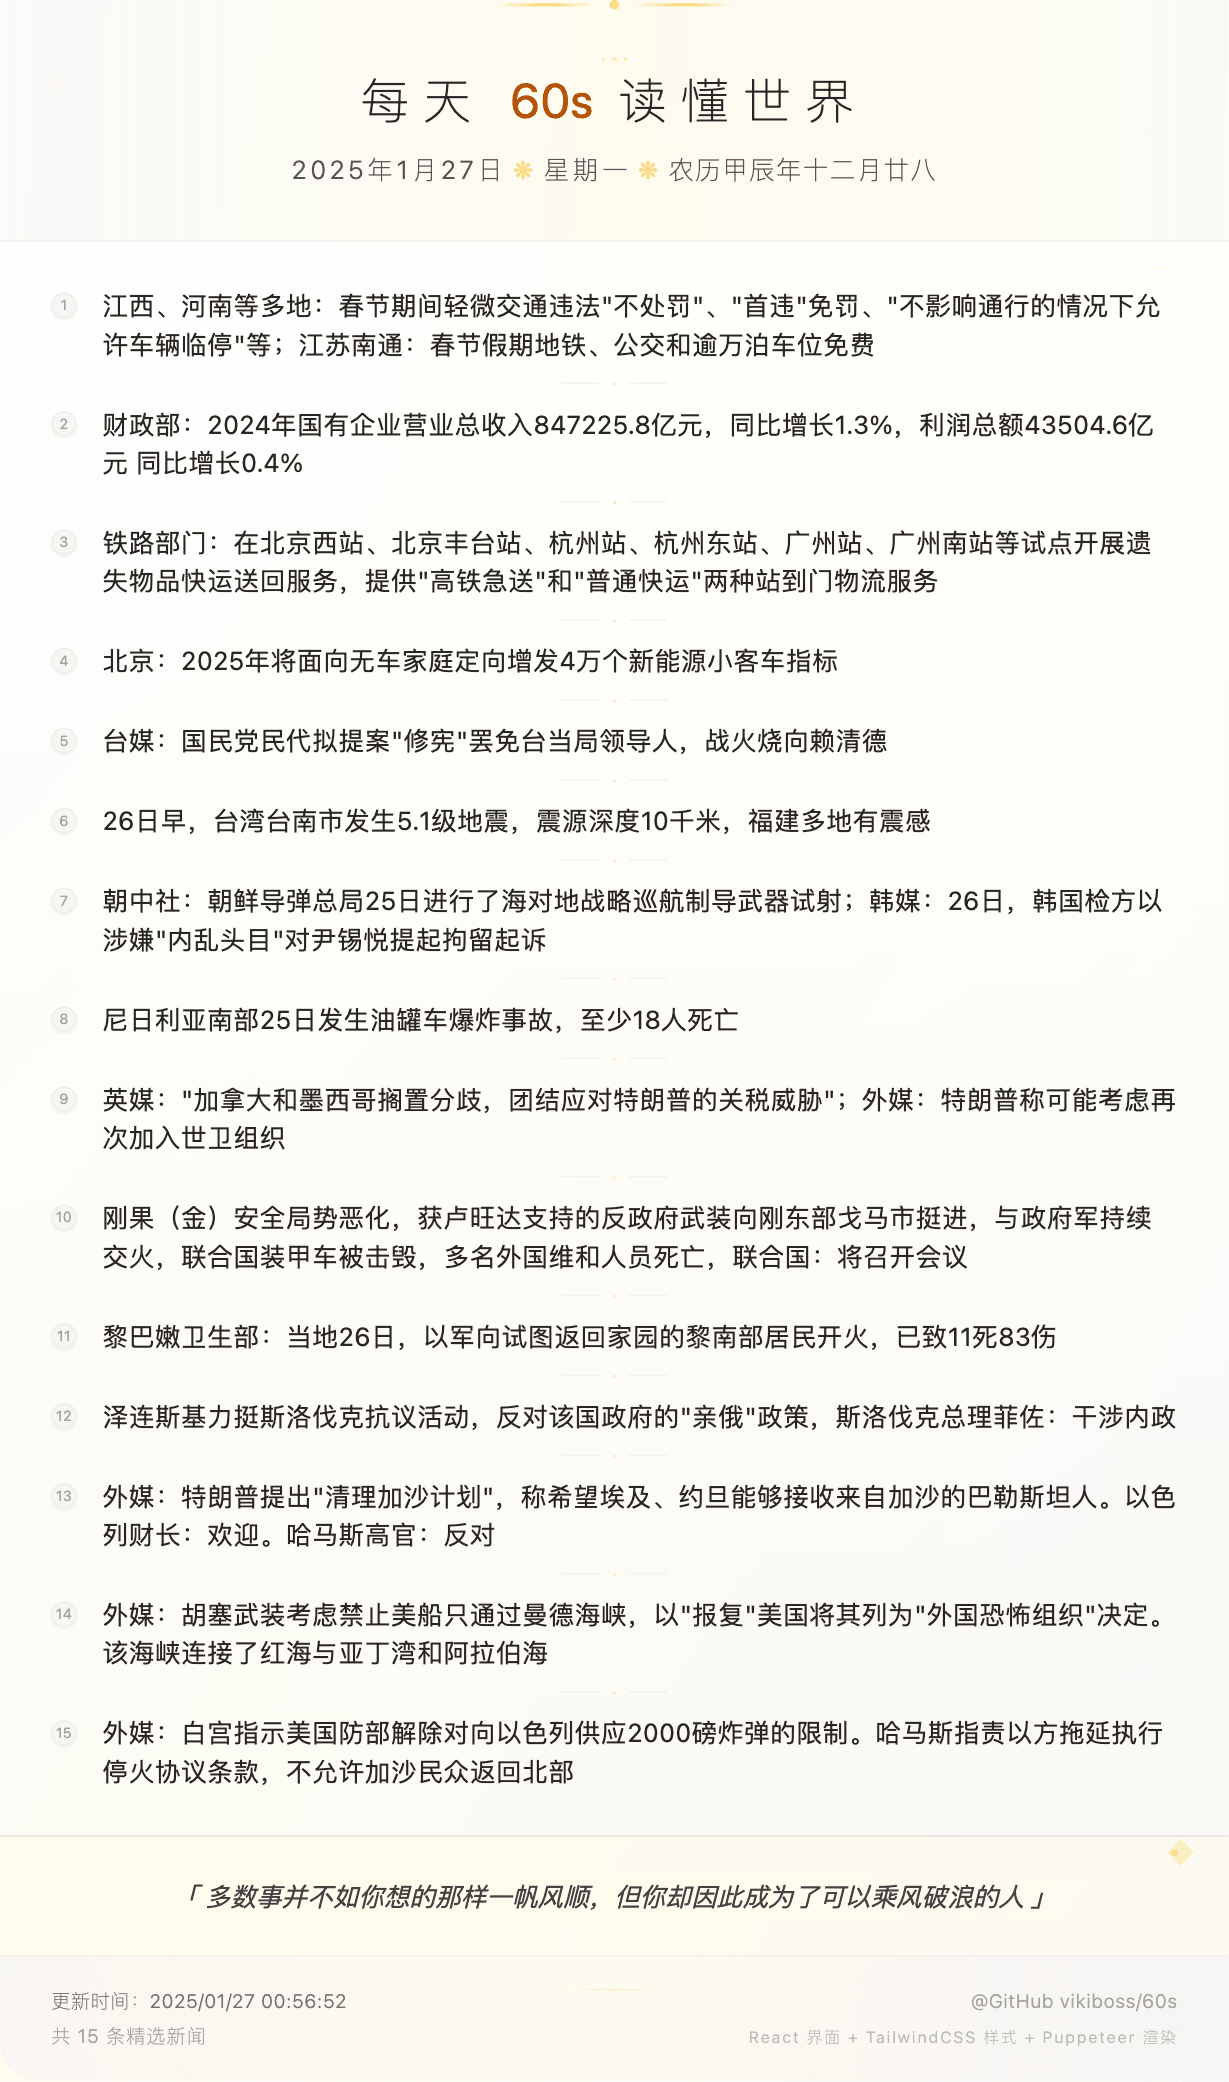 每天 60s 读懂世界
2025年1月27日 ❋ 星期一 ❋ 农历甲辰年十二月廿八
1 江西、河南等多地：春节期间轻微交通违法"不处罚"、"首违"免罚、"不影响通行的情况下允
许车辆临停"等；江苏南通：春节假期地铁、公交和逾万泊车位免费
2 财政部：2024年国有企业营业总收入847225.8亿元，同比增长1.3%，利润总额43504.6亿
元 同比增长0.4%
3 铁路部门：在北京西站、北京丰台站、杭州站、杭州东站、广州站、广州南站等试点开展遗
失物品快运送回服务，提供"高铁急送"和"普通快运"两种站到门物流服务
4 北京：2025年将面向无车家庭定向增发4万个新能源小客车指标
5 台媒：国民党民代拟提案"修宪"罢免台当局领导人，战火烧向赖清德
6 26日早，台湾台南市发生5.1级地震，震源深度10千米，福建多地有震感
7 朝中社：朝鲜导弹总局25日进行了海对地战略巡航制导武器试射；韩媒：26日，韩国检方以
涉嫌"内乱头目"对尹锡悦提起拘留起诉
8 尼日利亚南部25日发生油罐车爆炸事故，至少18人死亡
9 英媒："加拿大和墨西哥搁置分歧，团结应对特朗普的关税威胁"；外媒：特朗普称可能考虑再
次加入世卫组织
10 刚果（金）安全局势恶化，获卢旺达支持的反政府武装向刚东部戈马市挺进，与政府军持续
交火，联合国装甲车被击毁，多名外国维和人员死亡，联合国：将召开会议
11 黎巴嫩卫生部：当地26日，以军向试图返回家园的黎南部居民开火，已致11死83伤
12 泽连斯基力挺斯洛伐克抗议活动，反对该国政府的"亲俄"政策，斯洛伐克总理菲佐：干涉内政
13 外媒：特朗普提出"清理加沙计划"，称希望埃及、约旦能够接收来自加沙的巴勒斯坦人。以色
列财长：欢迎。哈马斯高官：反对
14 外媒：胡塞武装考虑禁止美船只通过曼德海峡，以"报复"美国将其列为"外国恐怖组织"决定。
该海峡连接了红海与亚丁湾和阿拉伯海
15 外媒：白宫指示美国防部解除对向以色列供应2000磅炸弹的限制。哈马斯指责以方拖延执行
停火协议条款，不允许加沙民众返回北部
「 多数事并不如你想的那样一帆风顺，但你却因此成为了可以乘风破浪的人 」
更新时间：2025/01/27 00:56:52
@GitHub vikiboss/60s
共 15 条精选新闻
React 界面 + TailwindCSS 样式 + Puppeteer 渲染